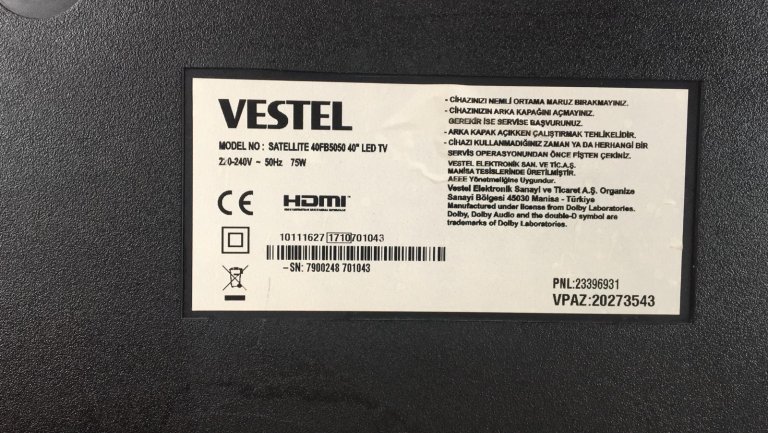 VESTEL
MODEL NO : SATELLITE 40FB5050 40" LED TV
220-240V ~ 50Hz 75W
CE HDMI
10111627 1710701043
-SN: 7900248 701043
- CİHAZINIZI NEMLİ ORTAMA MARUZ BIRAKMAYINIZ.
- CİHAZINIZIN ARKA KAPAĞINI AÇMAYINIZ.
GEREKİR İSE SERVİSE BAŞVURUNUZ.
- ARKA KAPAK AÇIKKEN ÇALIŞTIRMAK TEHLİKELİDİR.
- CİHAZI KULLANMADIĞINIZ ZAMAN YA DA HERHANGİ BİR
SERVİS OPERASYONUNDAN ÖNCE FİŞTEN ÇEKİNİZ.
VESTEL ELEKTRONİK SAN. VE TİC.A.Ş.
MANİSA TESİSLERİNDE ÜRETİLMİŞTİR.
AEEE Yönetmeliğine Uygundur.
Vestel Elektronik Sanayi ve Ticaret A.Ş. Organize
Sanayi Bölgesi 45030 Manisa - Türkiye
Manufactured under license from Dolby Laboratories.
Dolby, Dolby Audio and the double-D symbol are
trademarks of Dolby Laboratories.
PNL:23396931
VPAZ:20273543